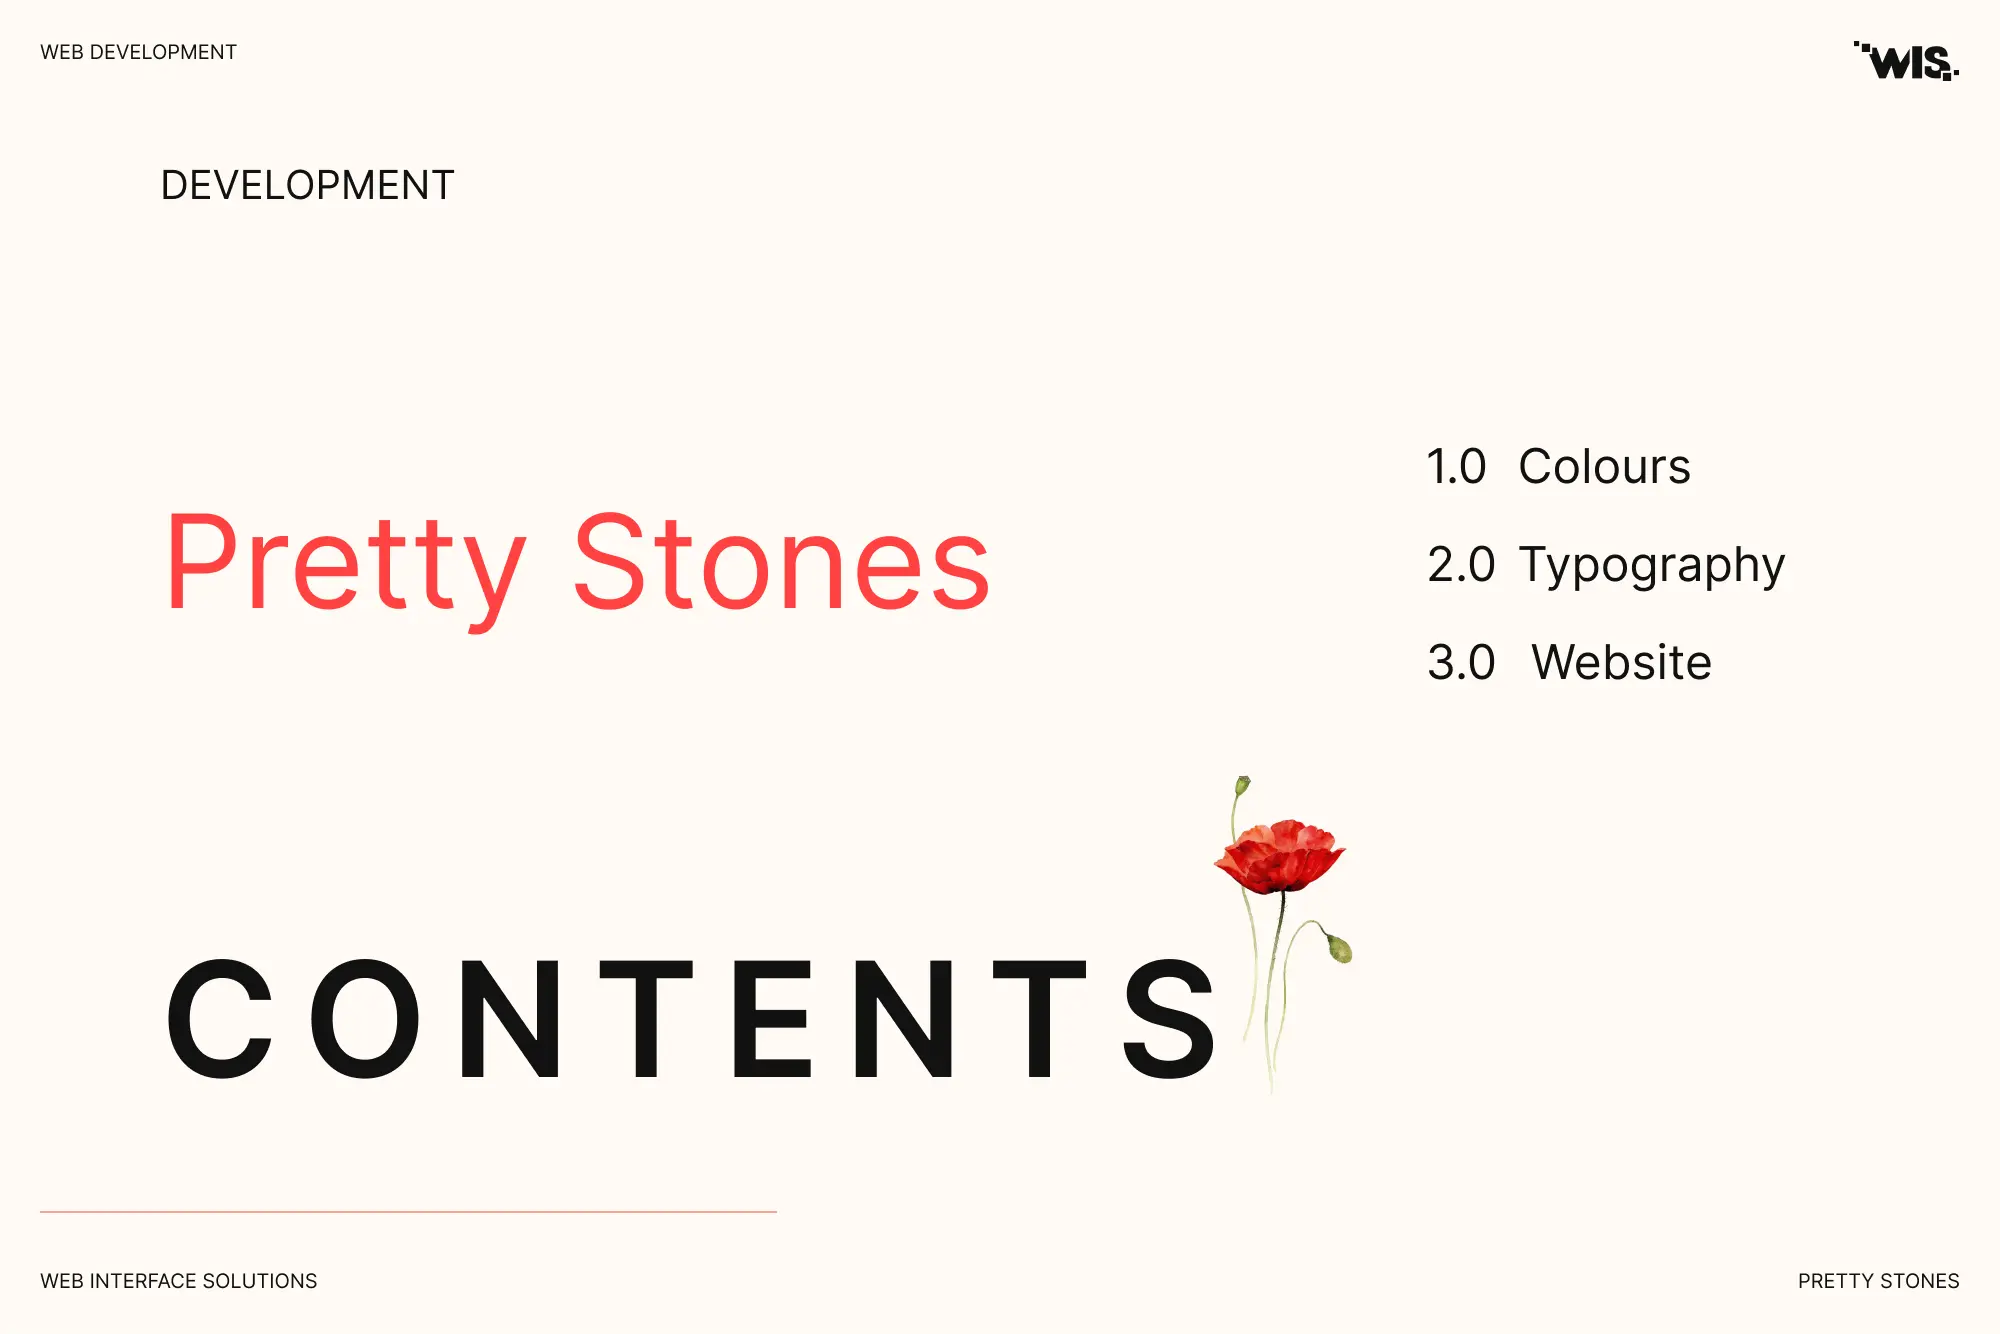 WEB DEVELOPMENT
WIS.
DEVELOPMENT
Pretty Stones
1.0 Colours
2.0 Typography
3.0 Website
CONTENTS
WEB INTERFACE SOLUTIONS
PRETTY STONES